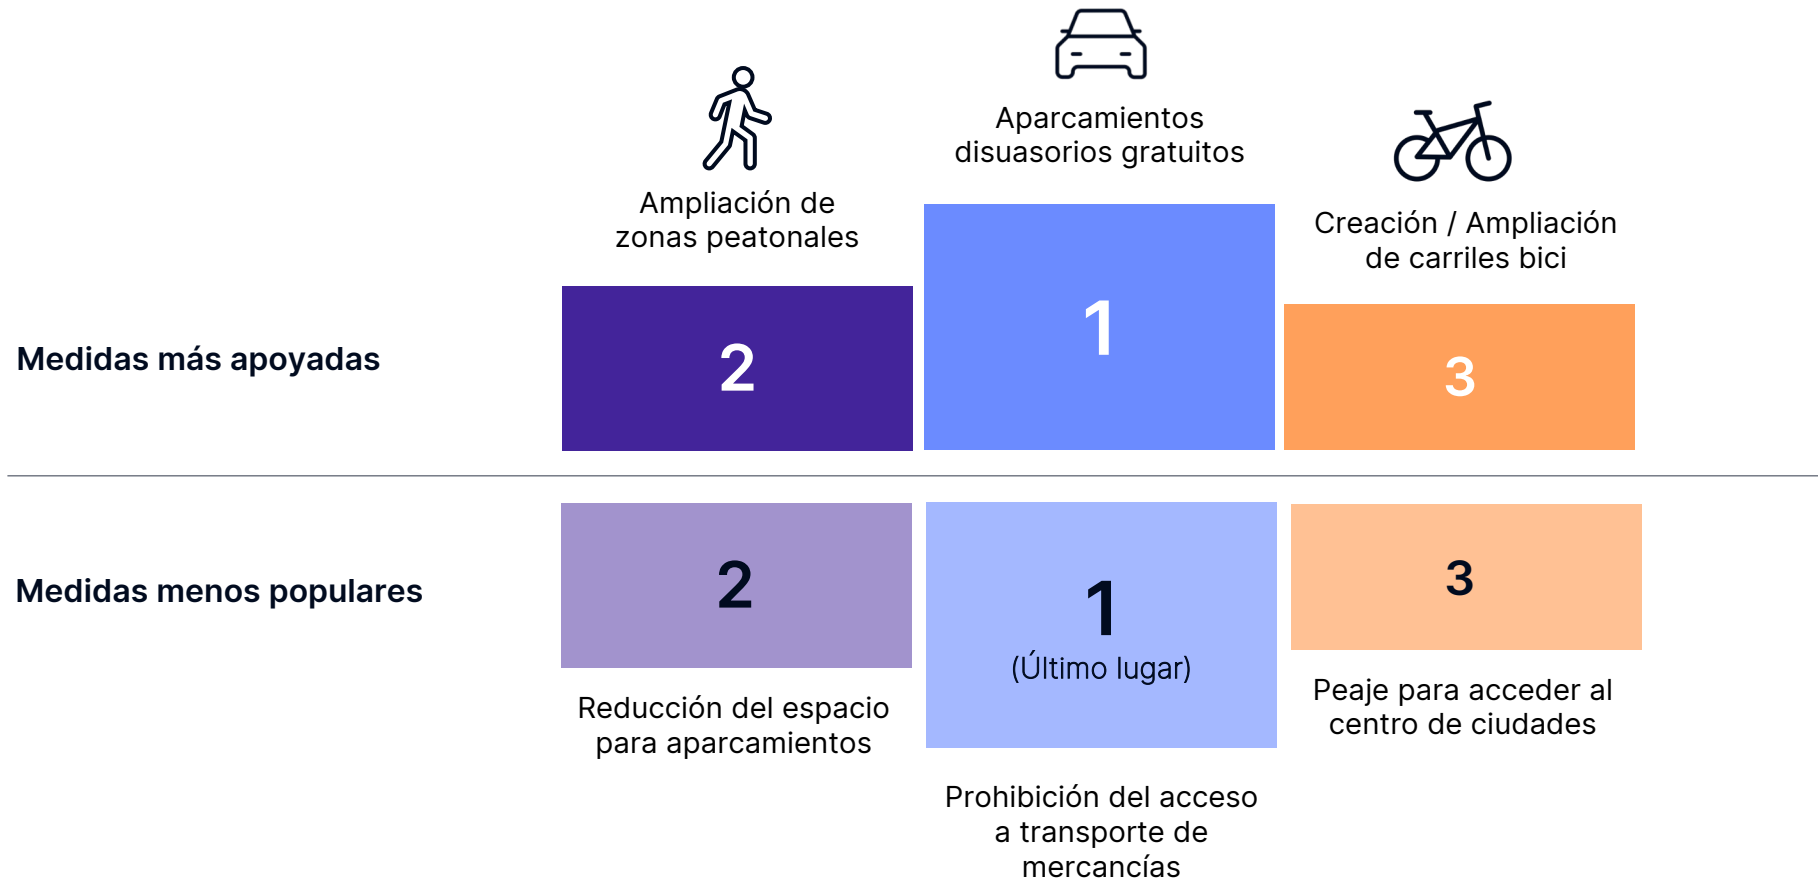 Aparcamientos
disuasorios gratuitos
Ampliación de
zonas peatonales
Creación / Ampliación
de carriles bici
Medidas más apoyadas
2
1
3
Medidas menos populares
2
1
(Último lugar)
3
Reducción del espacio
para aparcamientos
Prohibición del acceso
a transporte de
mercancías
Peaje para acceder al
centro de ciudades